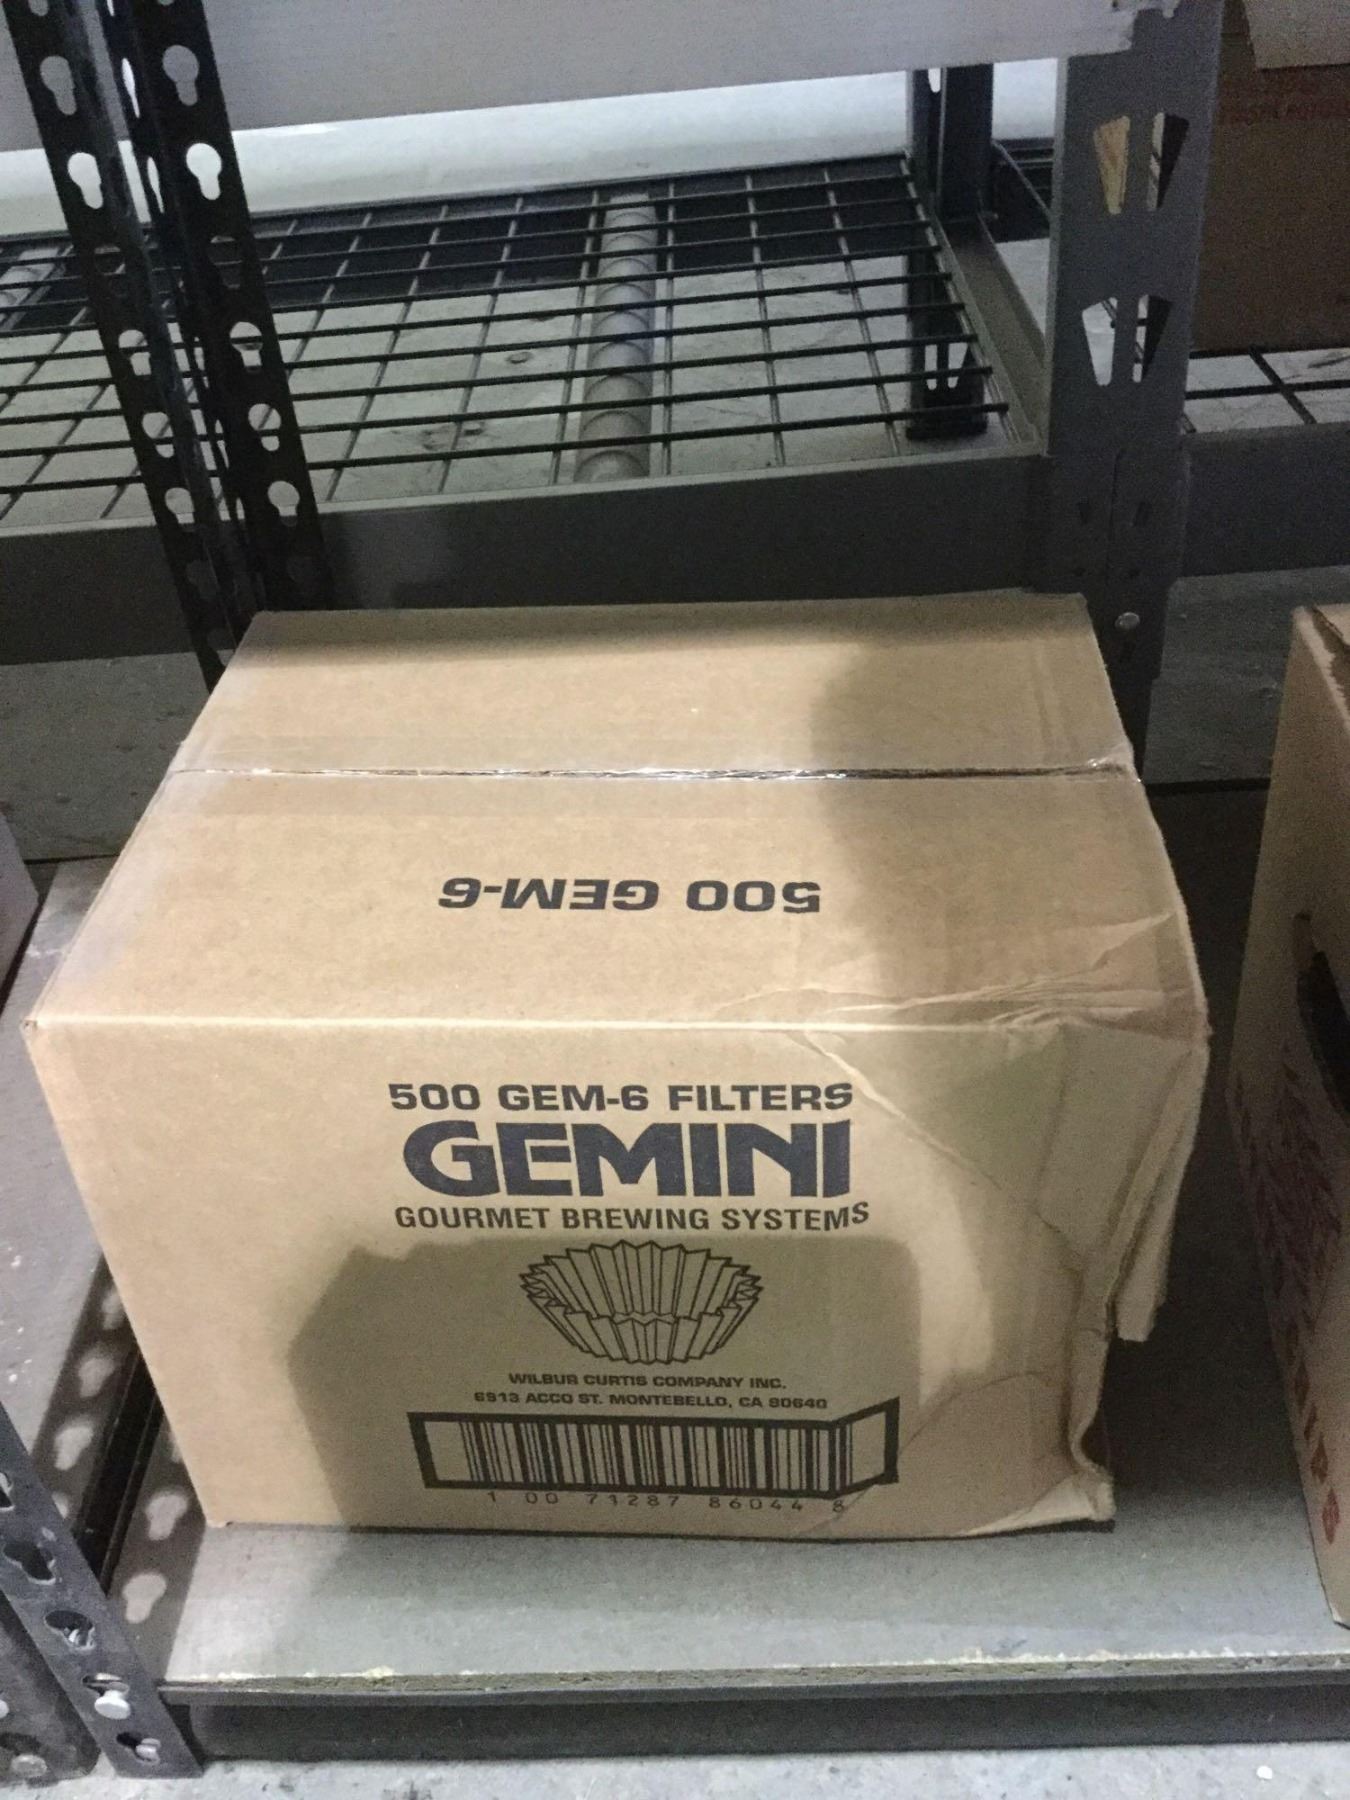 500 GEM-6
500 GEM-6 FILTERS
GEMINI
GOURMET BREWING SYSTEMS
WILBUR CURTIS COMPANY INC.
6913 ACCO ST. MONTEBELLO, CA 90640
1 00 71287 86044 8